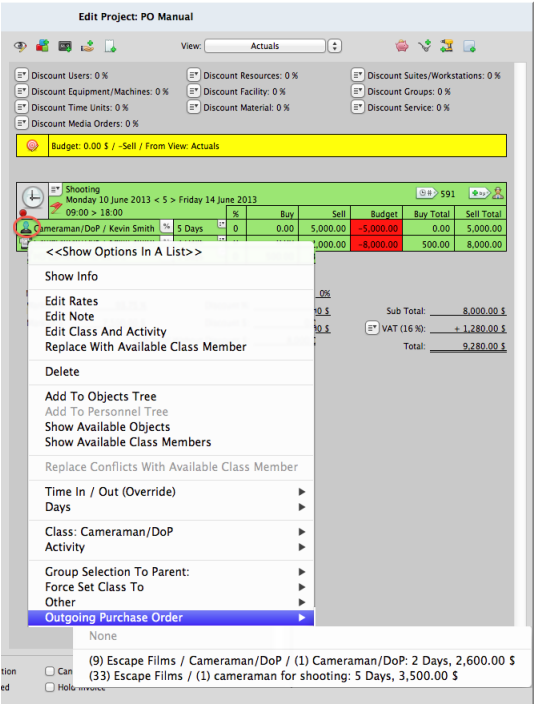 Edit Project: PO Manual
View: Actuals
Discount Users: 0 % Discount Resources: 0 % Discount Suites/Workstations: 0 %
Discount Equipment/Machines: 0 % Discount Facility: 0 % Discount Groups: 0 %
Discount Time Units: 0 % Discount Material: 0 % Discount Service: 0 %
Discount Media Orders: 0 %
Budget: 0.00 $ / -Sell / From View: Actuals
Shooting 591
Monday 10 June 2013 < 5 > Friday 14 June 2013
09:00 > 18:00 % Buy Sell Budget Buy Total Sell Total
Cameraman/DoP / Kevin Smith % 5 Days 0 0.00 5,000.00 -5,000.00 0.00 5,000.00
,000.00 -8,000.00 500.00 8,000.00
<<Show Options In A List>>
Show Info
0%
Edit Rates
Sub Total: 8,000.00 $
Edit Note
Edit Class And Activity
VAT (16 %): + 1,280.00 $
Replace With Available Class Member
Total: 9,280.00 $
Delete
Add To Objects Tree
Add To Personnel Tree
Show Available Objects
Show Available Class Members
Replace Conflicts With Available Class Member
Time In / Out (Override)
Days
Class: Cameraman/DoP
Activity
Group Selection To Parent:
Force Set Class To
Other
Outgoing Purchase Order
None
(9) Escape Films / Cameraman/DoP / (1) Cameraman/DoP: 2 Days, 2,600.00 $
(33) Escape Films / (1) cameraman for shooting: 5 Days, 3,500.00 $
tion Can
ed Hold Invoice